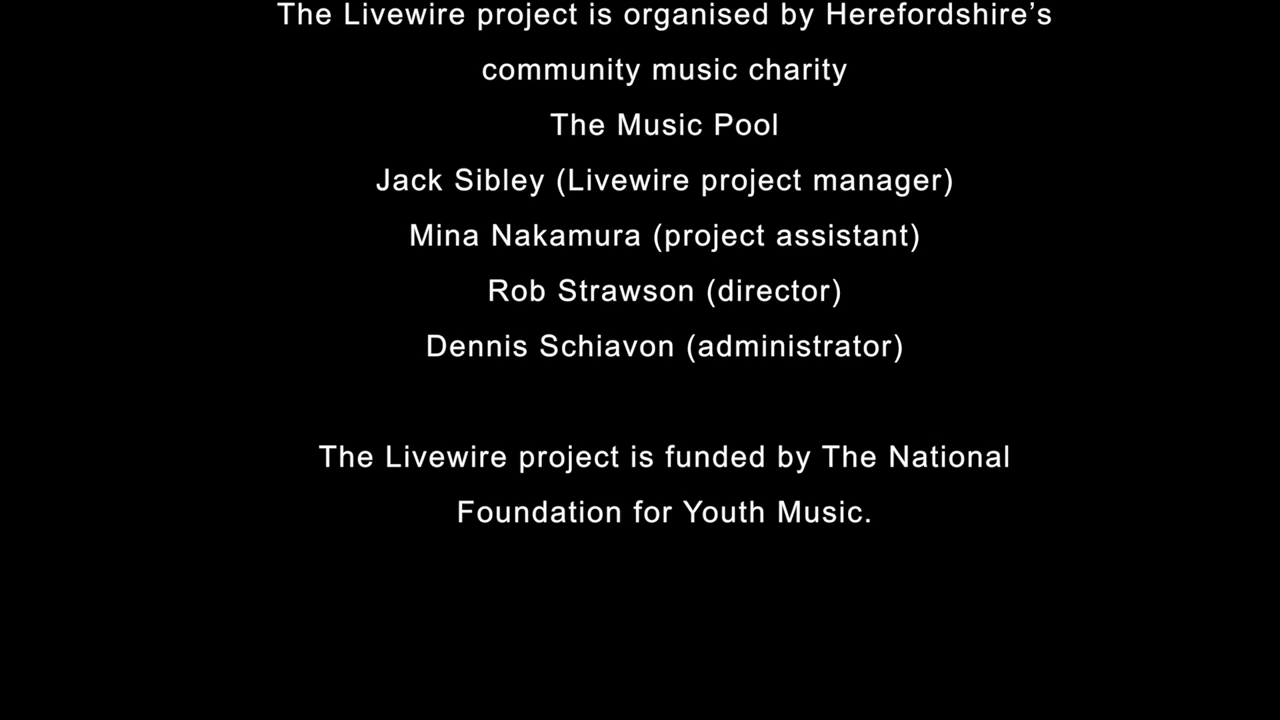 The Livewire project is organised by Herefordshire’s
community music charity
The Music Pool
Jack Sibley (Livewire project manager)
Mina Nakamura (project assistant)
Rob Strawson (director)
Dennis Schiavon (administrator)
The Livewire project is funded by The National
Foundation for Youth Music.